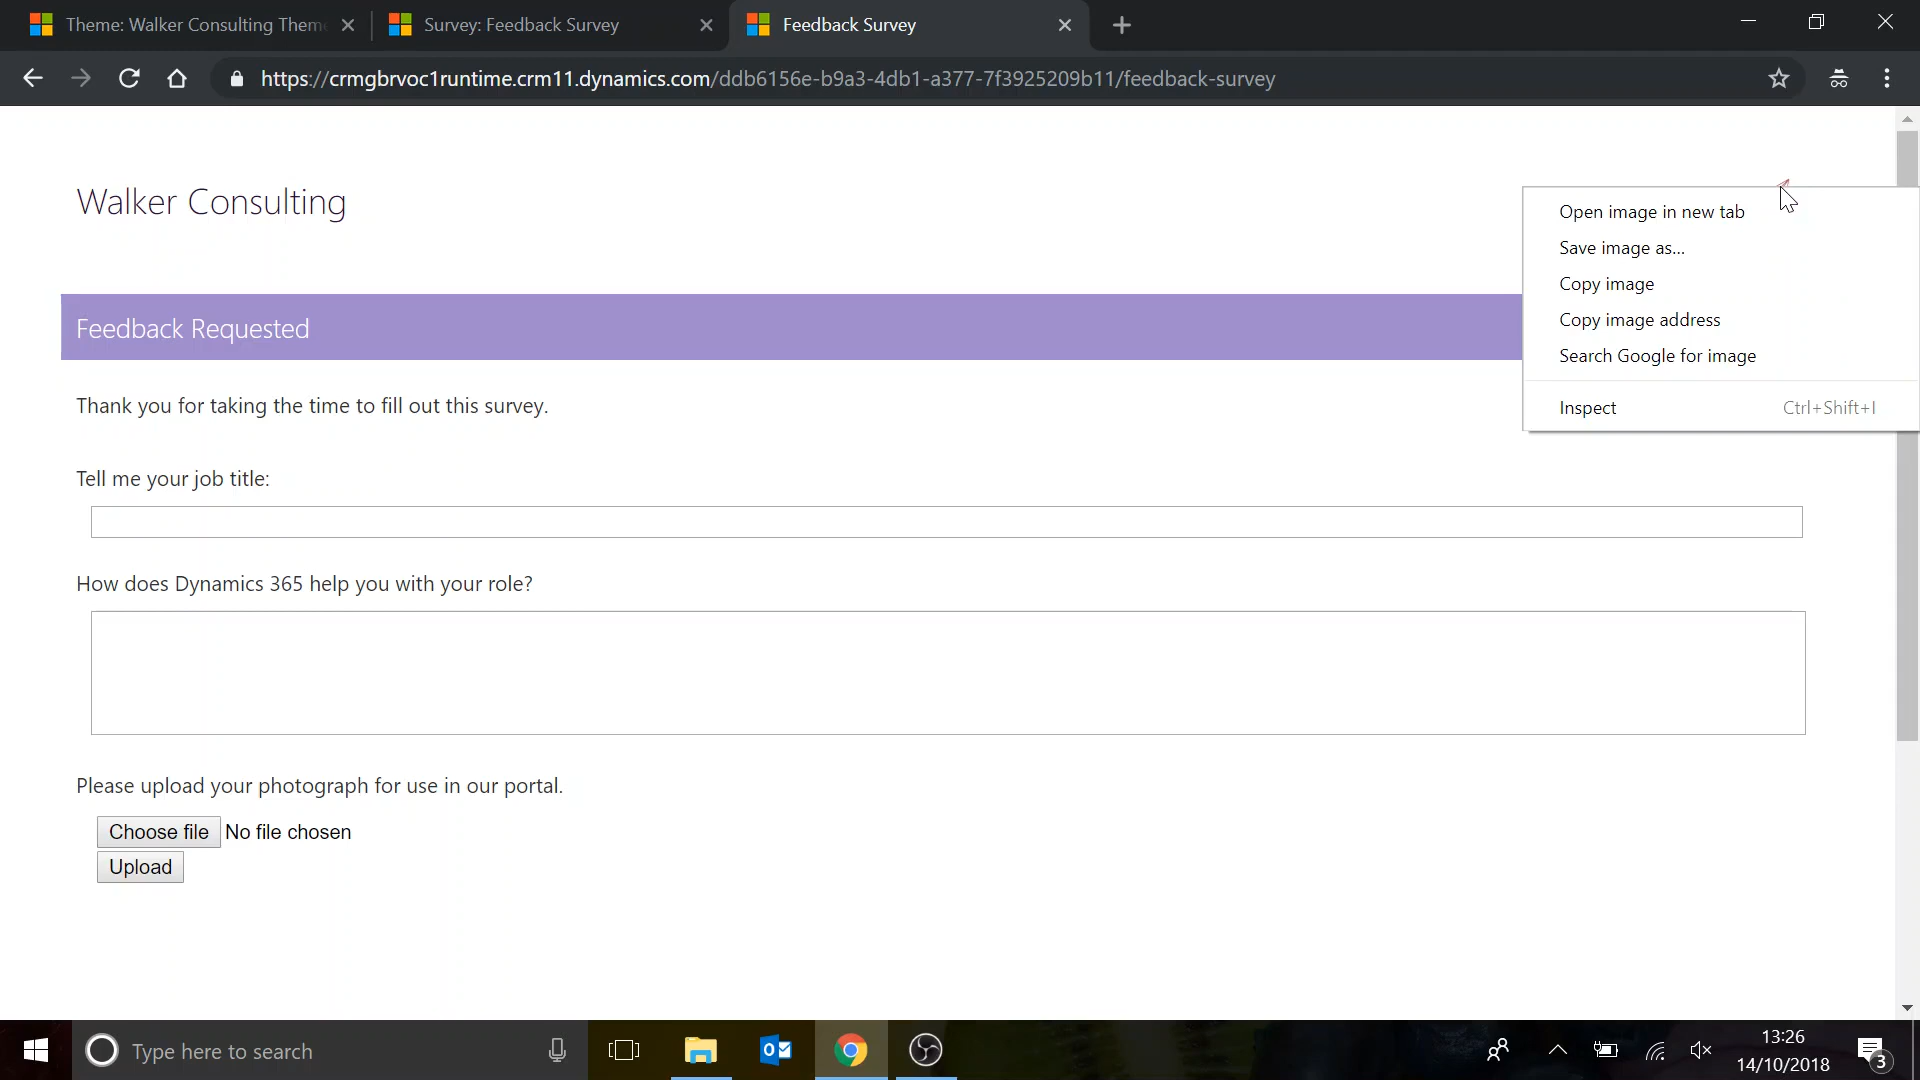 Theme: Walker Consulting Them
Survey: Feedback Survey
Feedback Survey
https://crmgbrvoc1runtime.crm11.dynamics.com/ddb6156e-b9a3-4db1-a377-7f3925209b11/feedback-survey
Walker Consulting
Open image in new tab
Save image as...
Copy image
Copy image address
Search Google for image
Inspect Ctrl+Shift+I
Feedback Requested
Thank you for taking the time to fill out this survey.
Tell me your job title:
How does Dynamics 365 help you with your role?
Please upload your photograph for use in our portal.
Choose file No file chosen
Upload
Type here to search
13:26
14/10/2018
3